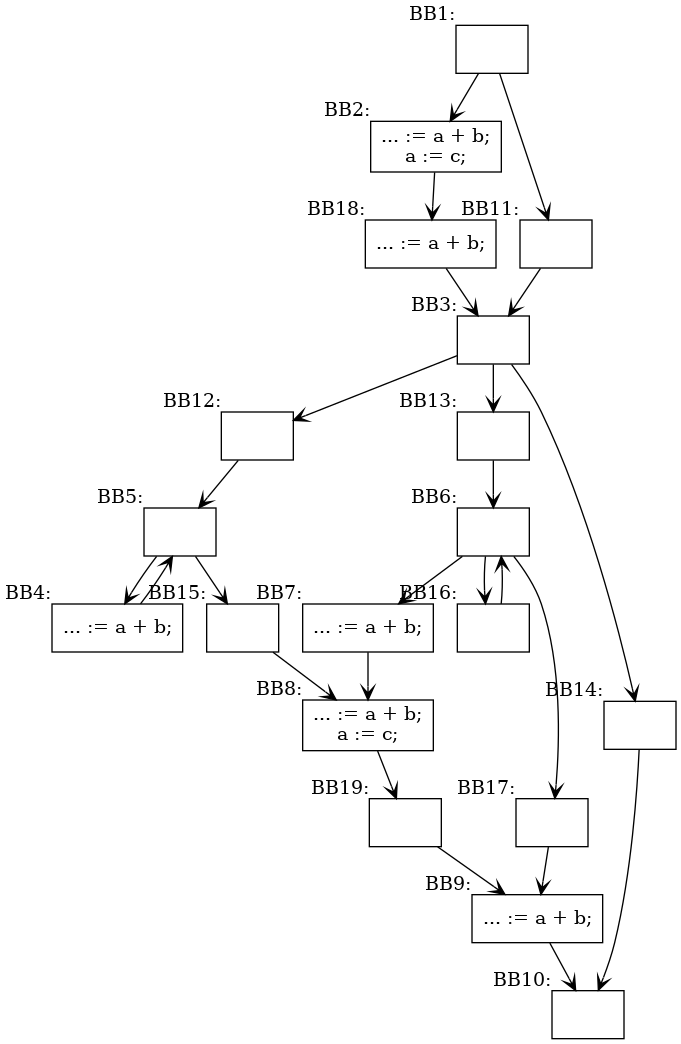 BB1:
BB2:
... := a + b;
a := c;
BB18:
... := a + b;
BB11:
BB3:
BB12:
BB13:
BB5:
BB6:
BB4:
... := a + b;
BB15:
BB7:
... := a + b;
BB16:
BB8:
... := a + b;
a := c;
BB14:
BB19:
BB17:
BB9:
... := a + b;
BB10: